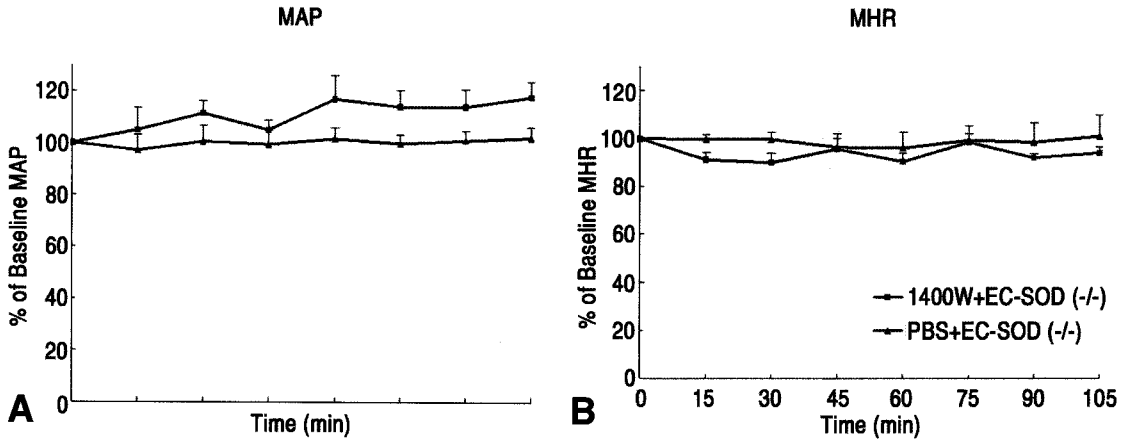 MAP
% of Baseline MAP
120
100
80
60
40
20
0
A
Time (min)
MHR
% of Baseline MHR
120
100
80
60
40
20
0
1400W+EC-SOD (-/-)
PBS+EC-SOD (-/-)
0 15 30 45 60 75 90 105
B
Time (min)